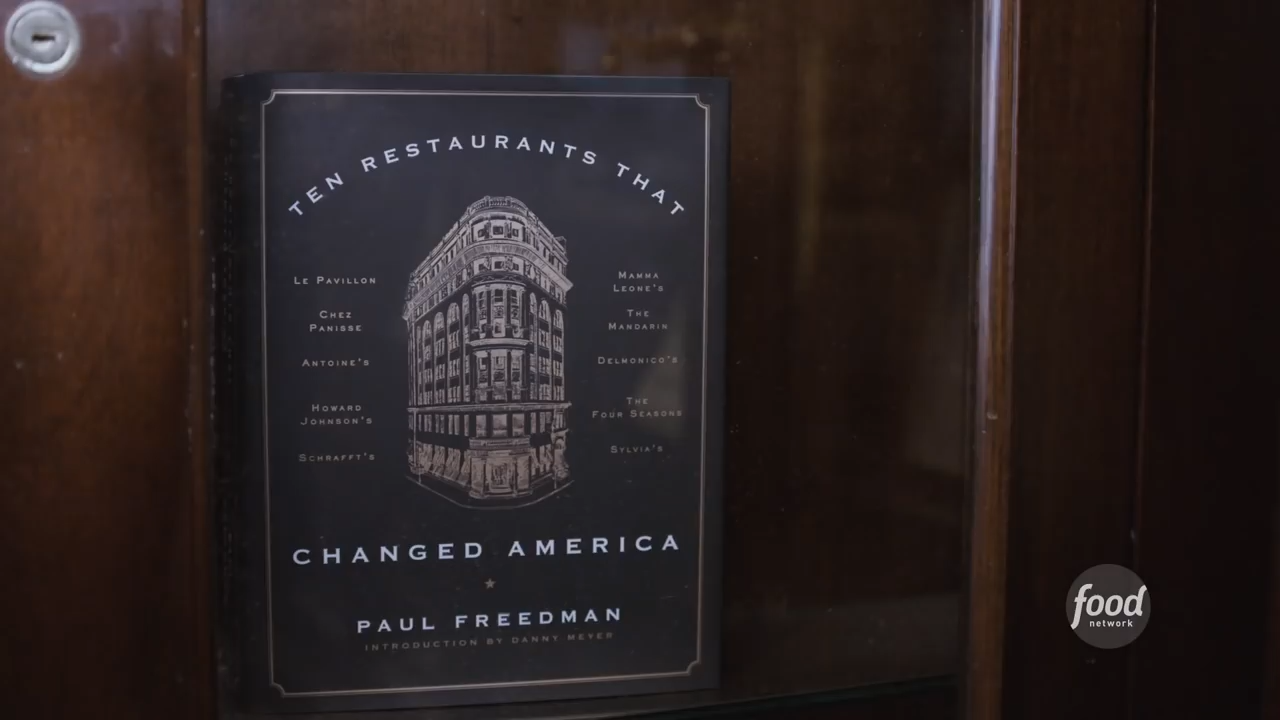 TEN RESTAURANTS THAT
LE PAVILLON
CHEZ
PANISSE
ANTOINE'S
HOWARD
JOHNSON'S
SCHRAFFT'S
MAMMA
LEONE'S
THE
MANDARIN
DELMONICO'S
THE
FOUR SEASONS
SYLVIA'S
CHANGED AMERICA
PAUL FREEDMAN
INTRODUCTION BY DANNY MEYER
food
network